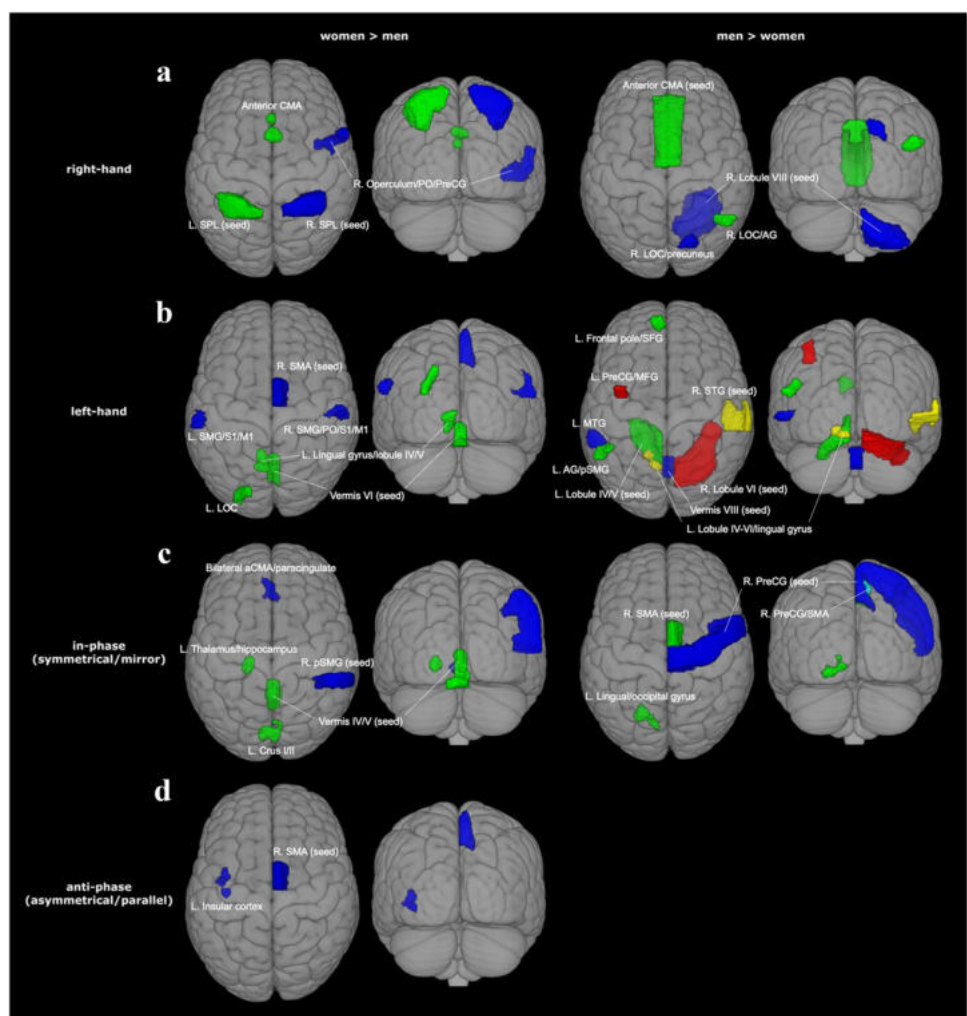 women > men
men > women
a
right-hand
Anterior CMA
R. Operculum/PO/PreCG
L. SPL (seed)
R. SPL (seed)
Anterior CMA (seed)
R. Lobule VIII (seed)
R. LOC/AG
R. LOC/precuneus
b
left-hand
R. SMA (seed)
L. SMG/S1/M1
R. SMG/PO/S1/M1
L. Lingual gyrus/lobule IV/V
Vermis VI (seed)
L. LOC
L. Frontal pole/SFG
L. PreCG/MFG
R. STG (seed)
L. MTG
L. AG/pSMG
L. Lobule IV/V (seed)
R. Lobule VI (seed)
Vermis VIII (seed)
L. Lobule IV-VI/lingual gyrus
c
in-phase
(symmetrical/mirror)
Bilateral aCMA/paracingulate
L. Thalamus/hippocampus
R. pSMG (seed)
Vermis IV/V (seed)
L. Crus I/II
R. PreCG (seed)
R. SMA (seed)
R. PreCG/SMA
L. Lingual/occipital gyrus
d
anti-phase
(asymmetrical/parallel)
R. SMA (seed)
L. Insular cortex